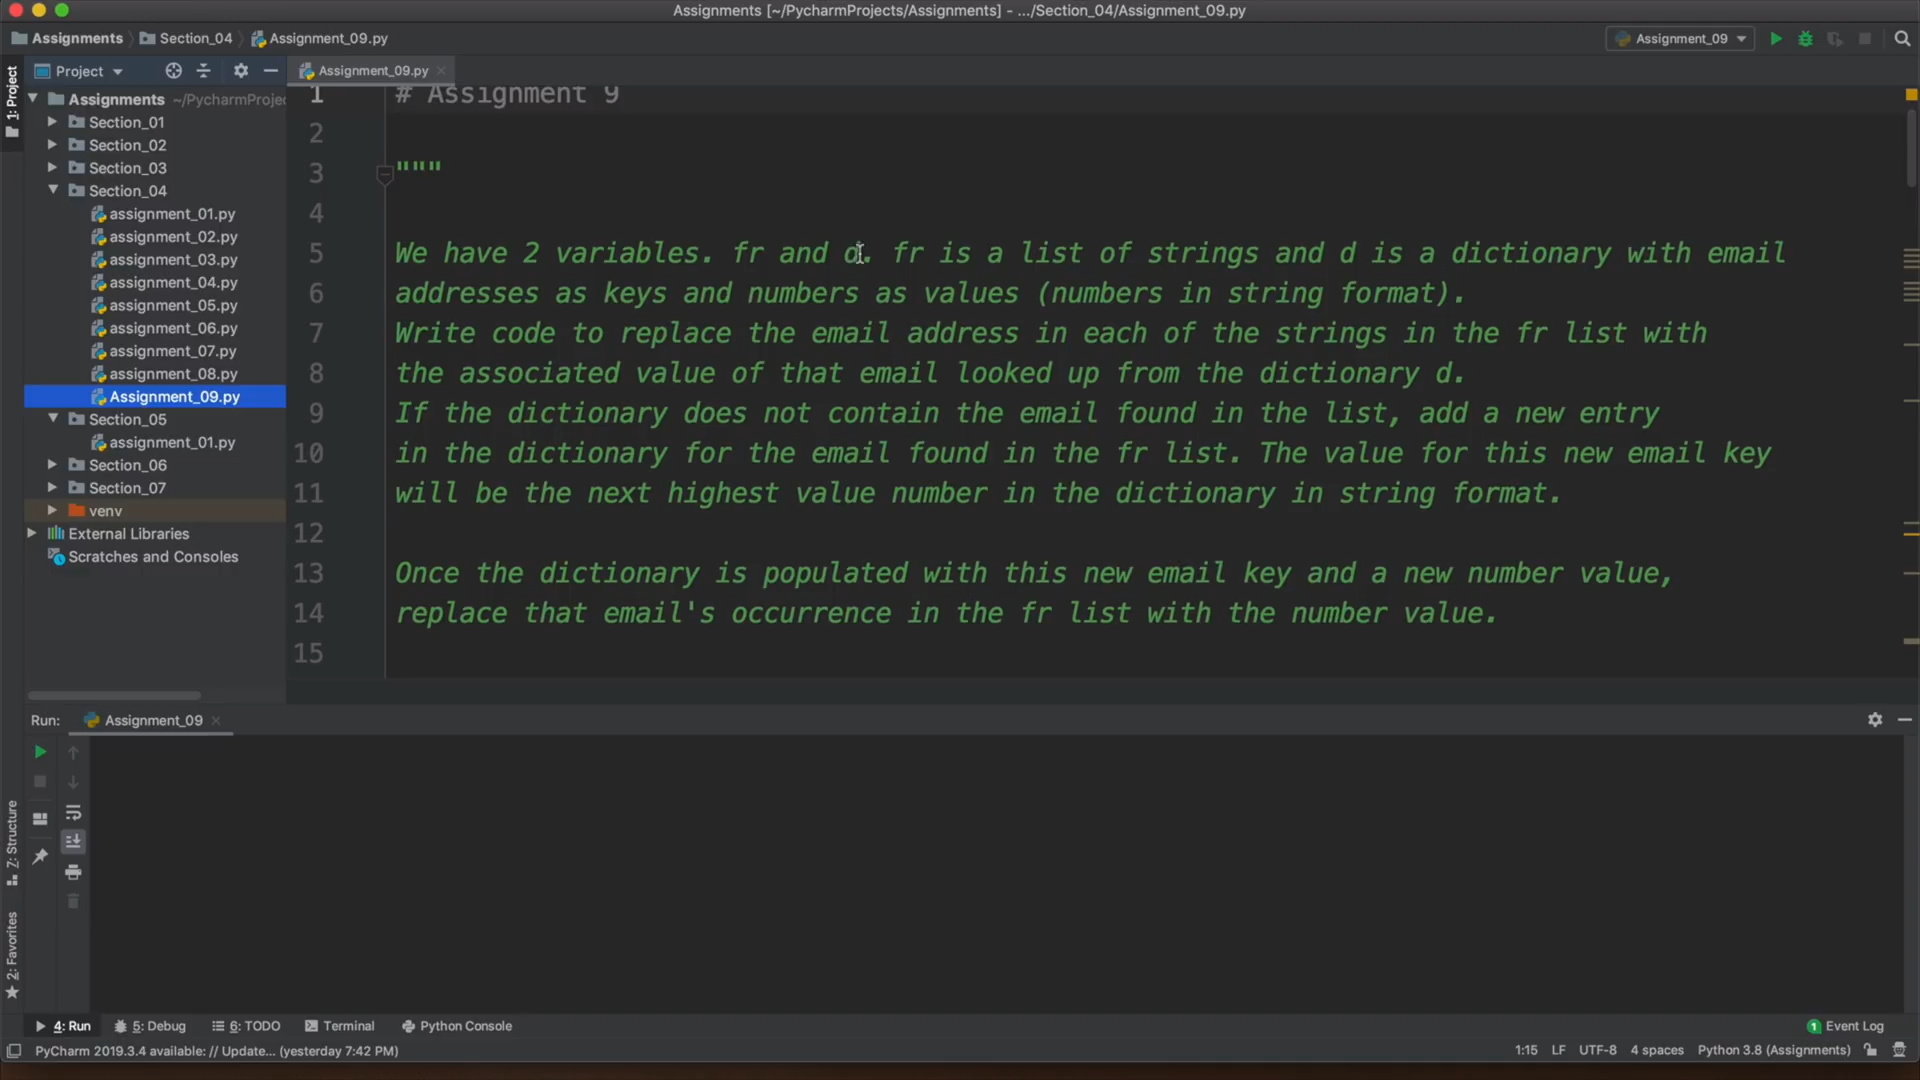 Assignments [~/PycharmProjects/Assignments] - .../Section_04/Assignment_09.py
Assignments Section_04 Assignment_09.py
Assignment_09
1: Project
Project
Assignment_09.py
Assignments ~/PycharmProje
Section_01
Section_02
Section_03
Section_04
assignment_01.py
assignment_02.py
assignment_03.py
assignment_04.py
assignment_05.py
assignment_06.py
assignment_07.py
assignment_08.py
Assignment_09.py
Section_05
assignment_01.py
Section_06
Section_07
venv
External Libraries
Scratches and Consoles
1 # Assignment 9
2
3 """
4
5 We have 2 variables. fr and d. fr is a list of strings and d is a dictionary with email
6 addresses as keys and numbers as values (numbers in string format).
7 Write code to replace the email address in each of the strings in the fr list with
8 the associated value of that email looked up from the dictionary d.
9 If the dictionary does not contain the email found in the list, add a new entry
10 in the dictionary for the email found in the fr list. The value for this new email key
11 will be the next highest value number in the dictionary in string format.
12
13 Once the dictionary is populated with this new email key and a new number value,
14 replace that email's occurrence in the fr list with the number value.
15
Run: Assignment_09
Z: Structure
2: Favorites
4: Run 5: Debug 6: TODO Terminal Python Console
1 Event Log
PyCharm 2019.3.4 available: // Update... (yesterday 7:42 PM)
1:15 LF UTF-8 4 spaces Python 3.8 (Assignments)